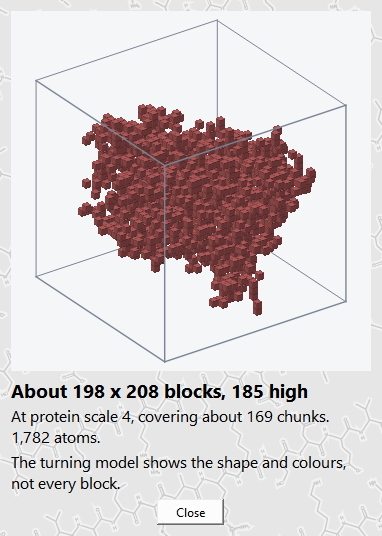 About 198 x 208 blocks, 185 high
At protein scale 4, covering about 169 chunks.
1,782 atoms.
The turning model shows the shape and colours,
not every block.
Close